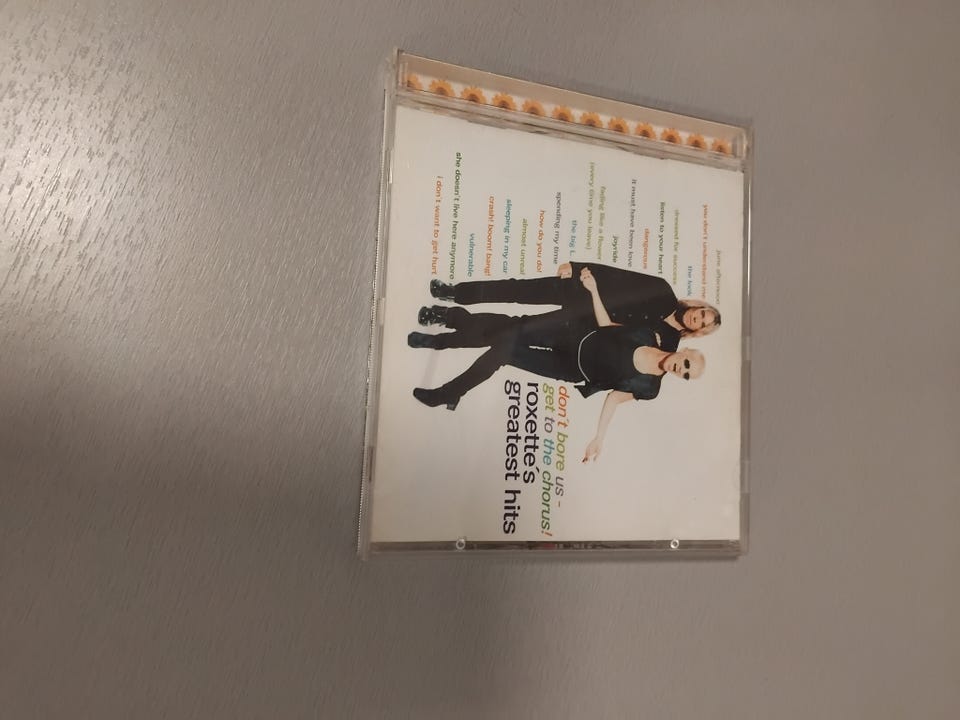 june afternoon
you don't understand me
the look
dressed for success
listen to your heart
dangerous
it must have been love
joyride
fading like a flower
(every time you leave)
the big L.
spending my time
how do you do!
almost unreal
sleeping in my car
crash! boom! bang!
vulnerable
she doesn't live here anymore
i don't want to get hurt
don't bore us -
get to the chorus!
roxette's
greatest hits